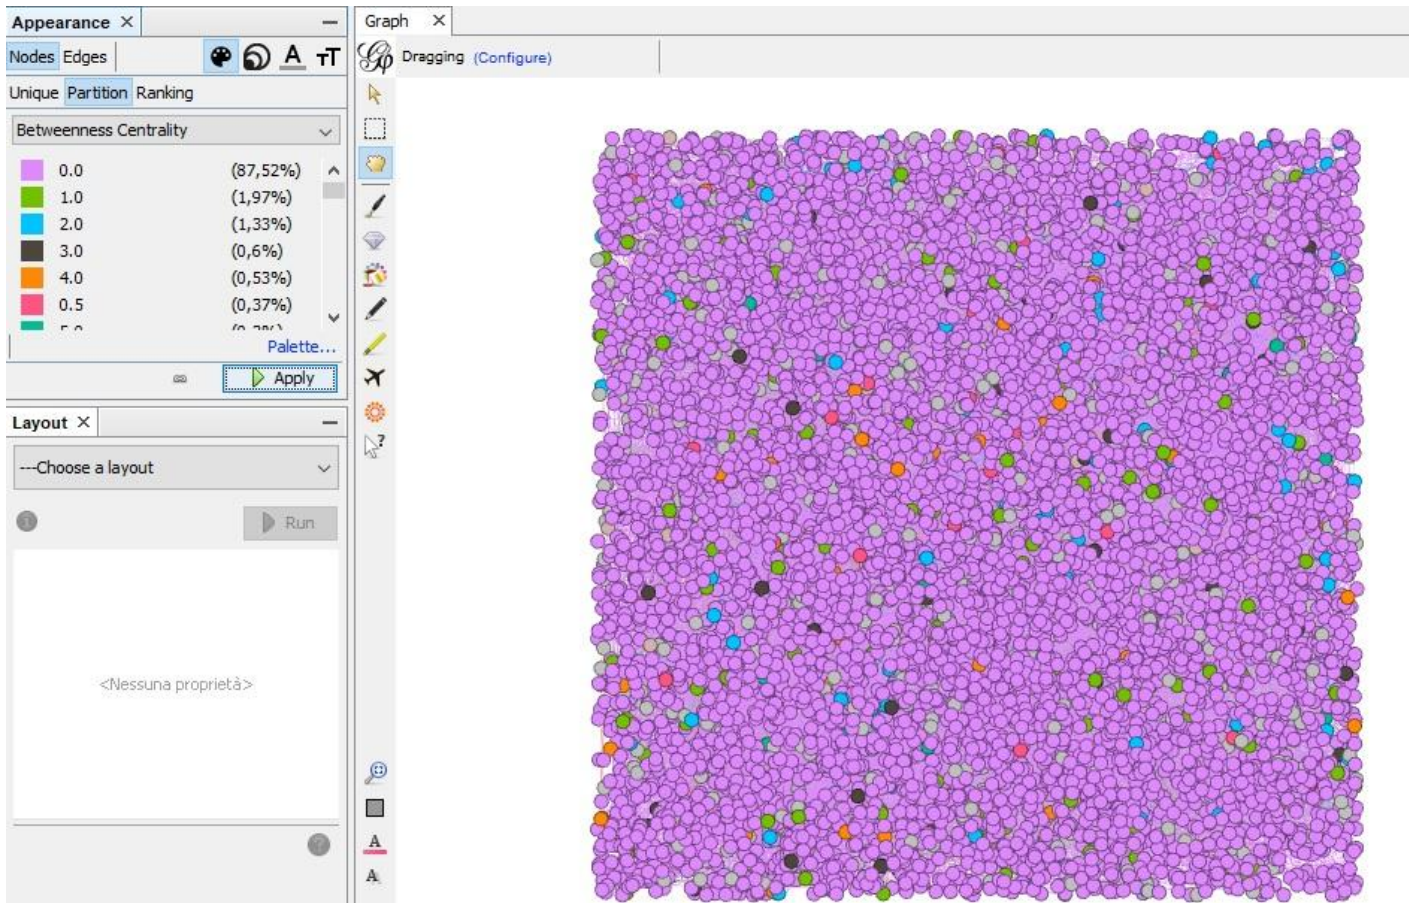 Appearance
Nodes Edges
Unique Partition Ranking
Betweenness Centrality
0.0 (87,52%)
1.0 (1,97%)
2.0 (1,33%)
3.0 (0,6%)
4.0 (0,53%)
0.5 (0,37%)
Palette...
Apply
Layout
---Choose a layout
Run
<Nessuna proprietà>
Graph
Dragging (Configure)